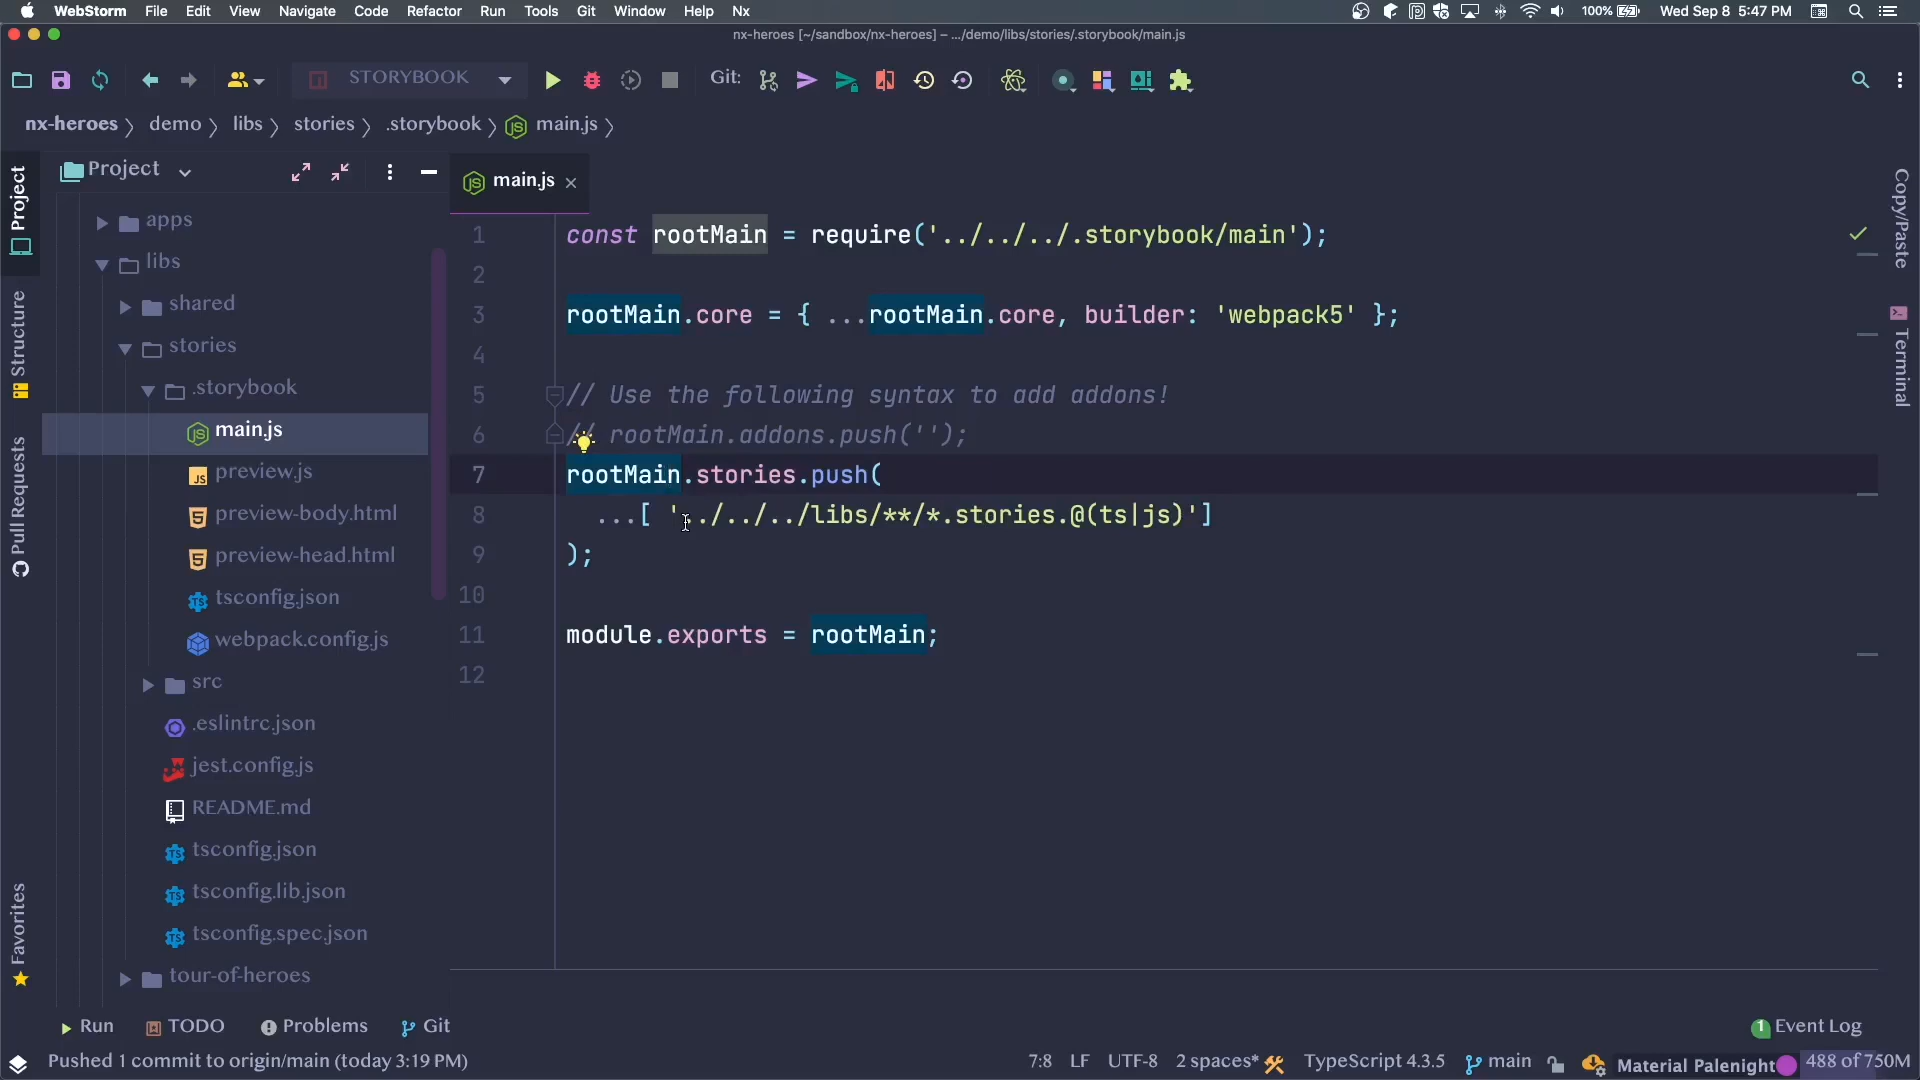 WebStorm File Edit View Navigate Code Refactor Run Tools Git Window Help Nx 100% Wed Sep 8 5:47 PM
nx-heroes [~/sandbox/nx-heroes] – .../demo/libs/stories/.storybook/main.js
STORYBOOK Git:
nx-heroes demo libs stories .storybook main.js
Project
main.js
Project
Structure
Pull Requests
Favorites
apps
libs
shared
stories
.storybook
main.js
preview.js
preview-body.html
preview-head.html
tsconfig.json
webpack.config.js
src
.eslintrc.json
jest.config.js
README.md
tsconfig.json
tsconfig.lib.json
tsconfig.spec.json
tour-of-heroes
1 const rootMain = require('../../../.storybook/main');
2
3 rootMain.core = { ...rootMain.core, builder: 'webpack5' };
4
5 // Use the following syntax to add addons!
6 // rootMain.addons.push('');
7 rootMain.stories.push(
8 ...[ '../../../libs/**/*.stories.@(ts|js)']
9 );
10
11 module.exports = rootMain;
12
Copy/Paste
Terminal
Run TODO Problems Git 1 Event Log
Pushed 1 commit to origin/main (today 3:19 PM) 7:8 LF UTF-8 2 spaces* TypeScript 4.3.5 main Material Palenight 488 of 750M